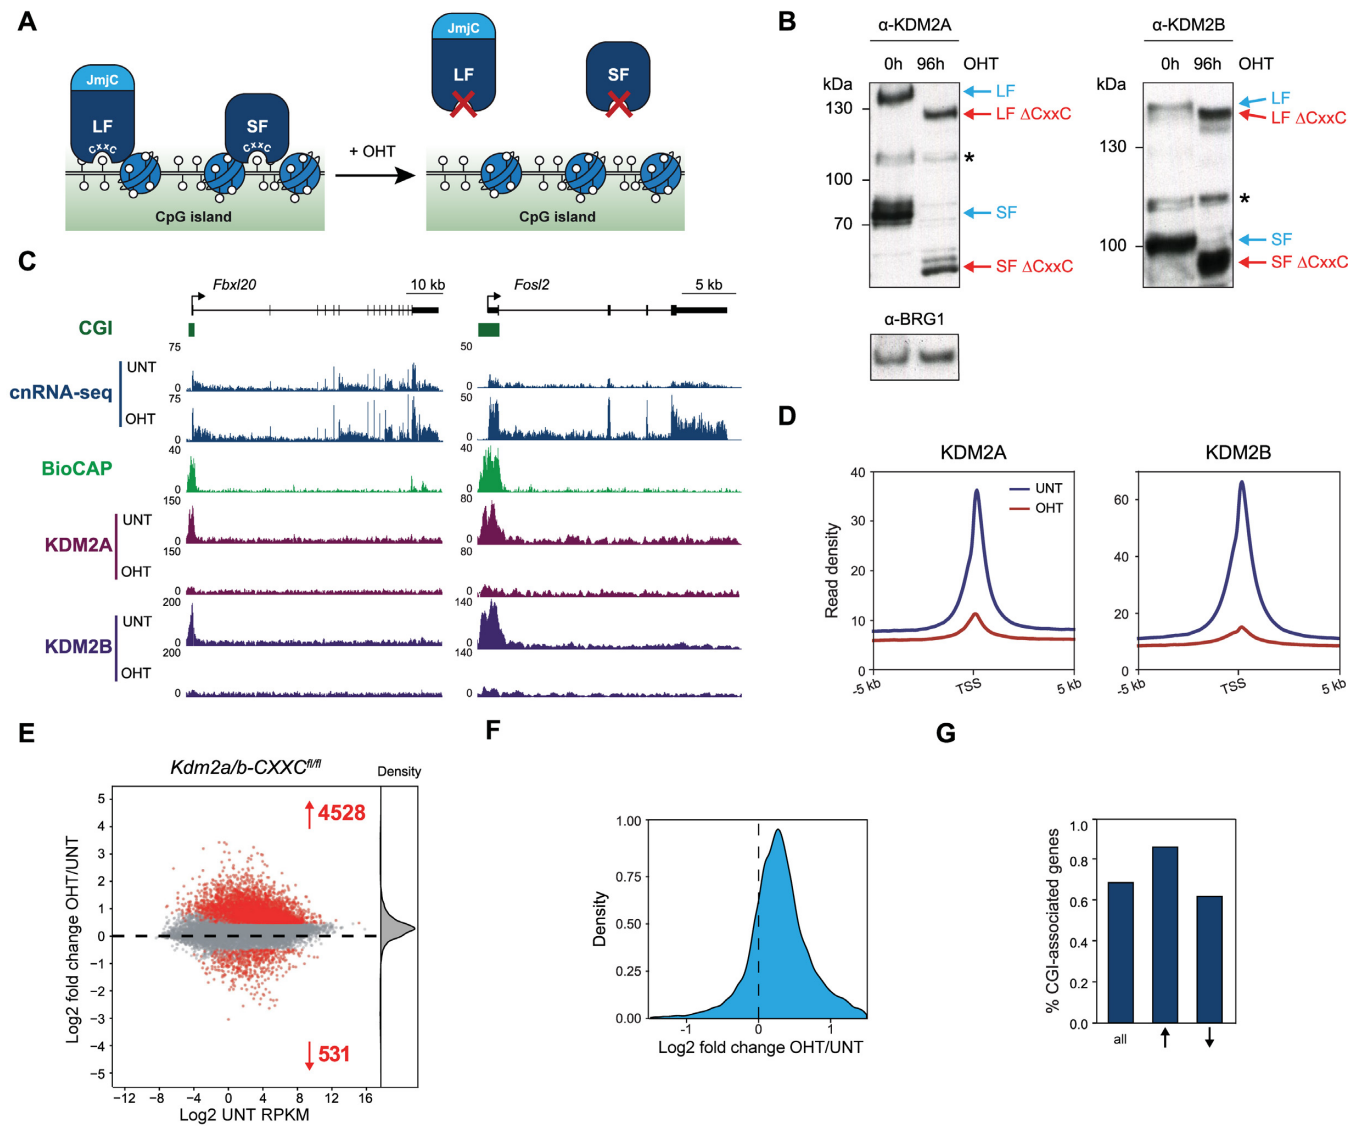 A
JmjC
LF
CxxC
SF
CxxC
CpG island
+ OHT
JmjC
LF
SF
CpG island
B
α-KDM2A
0h 96h OHT
kDa
130
100
70
LF
LF ΔCxxC
*
SF
SF ΔCxxC
α-BRG1
α-KDM2B
0h 96h OHT
kDa
130
100
LF
LF ΔCxxC
*
SF
SF ΔCxxC
C
Fbxl20
10 kb
Fosl2
5 kb
CGI
cnRNA-seq
UNT
75
0
50
0
OHT
75
0
50
0
BioCAP
40
0
40
0
KDM2A
UNT
150
0
80
0
OHT
150
0
80
0
KDM2B
UNT
200
0
140
0
OHT
200
0
140
0
D
KDM2A
Read density
40
30
20
10
0
-5 kb
TSS
5 kb
UNT
OHT
KDM2B
60
40
20
0
-5 kb
TSS
5 kb
E
Kdm2a/b-CXXCfl/fl
Density
Log2 fold change OHT/UNT
5
4
3
2
1
0
−1
−2
−3
−4
−5
4528
531
−12 −8 −4 0 4 8 12 16
Log2 UNT RPKM
F
Density
1.00
0.75
0.50
0.25
0.00
-1 0 1
Log2 fold change OHT/UNT
G
% CGI-associated genes
1.0
0.8
0.6
0.4
0.2
0.0
all ↑ ↓